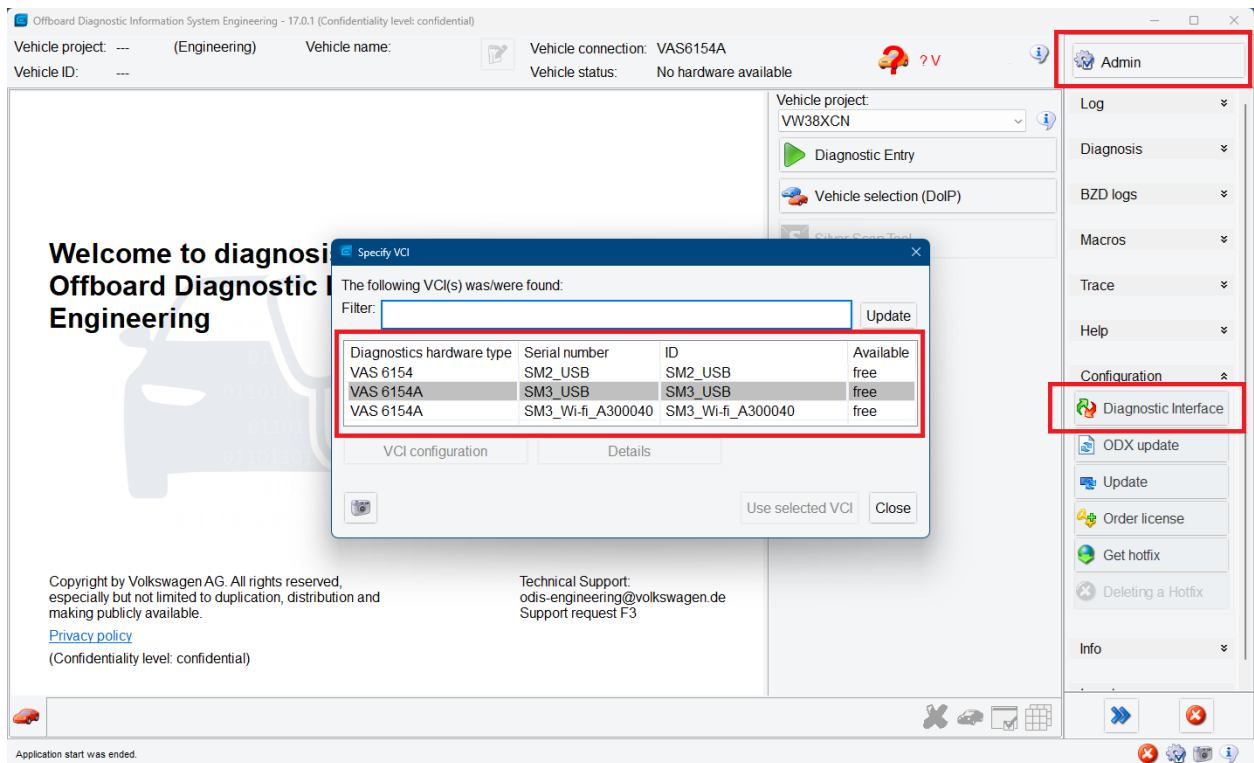 Offboard Diagnostic Information System Engineering - 17.0.1 (Confidentiality level: confidential)
Vehicle project: --- (Engineering) Vehicle name:
Vehicle connection: VAS6154A
Vehicle ID: ---
Vehicle status: No hardware available
? V
Admin
Log
Diagnosis
BZD logs
Macros
Trace
Help
Configuration
Diagnostic Interface
ODX update
Update
Order license
Get hotfix
Deleting a Hotfix
Info
Vehicle project:
VW38XCN
Diagnostic Entry
Vehicle selection (DoIP)
Welcome to diagnosi
Offboard Diagnostic
Engineering
Specify VCI
The following VCI(s) was/were found:
Filter:
Update
Diagnostics hardware type Serial number ID Available
VAS 6154 SM2_USB SM2_USB free
VAS 6154A SM3_USB SM3_USB free
VAS 6154A SM3_Wi-fi_A300040 SM3_Wi-fi_A300040 free
VCI configuration Details
Use selected VCI Close
Copyright by Volkswagen AG. All rights reserved,
especially but not limited to duplication, distribution and
making publicly available.
Privacy policy
(Confidentiality level: confidential)
Technical Support:
odis-engineering@volkswagen.de
Support request F3
Application start was ended.